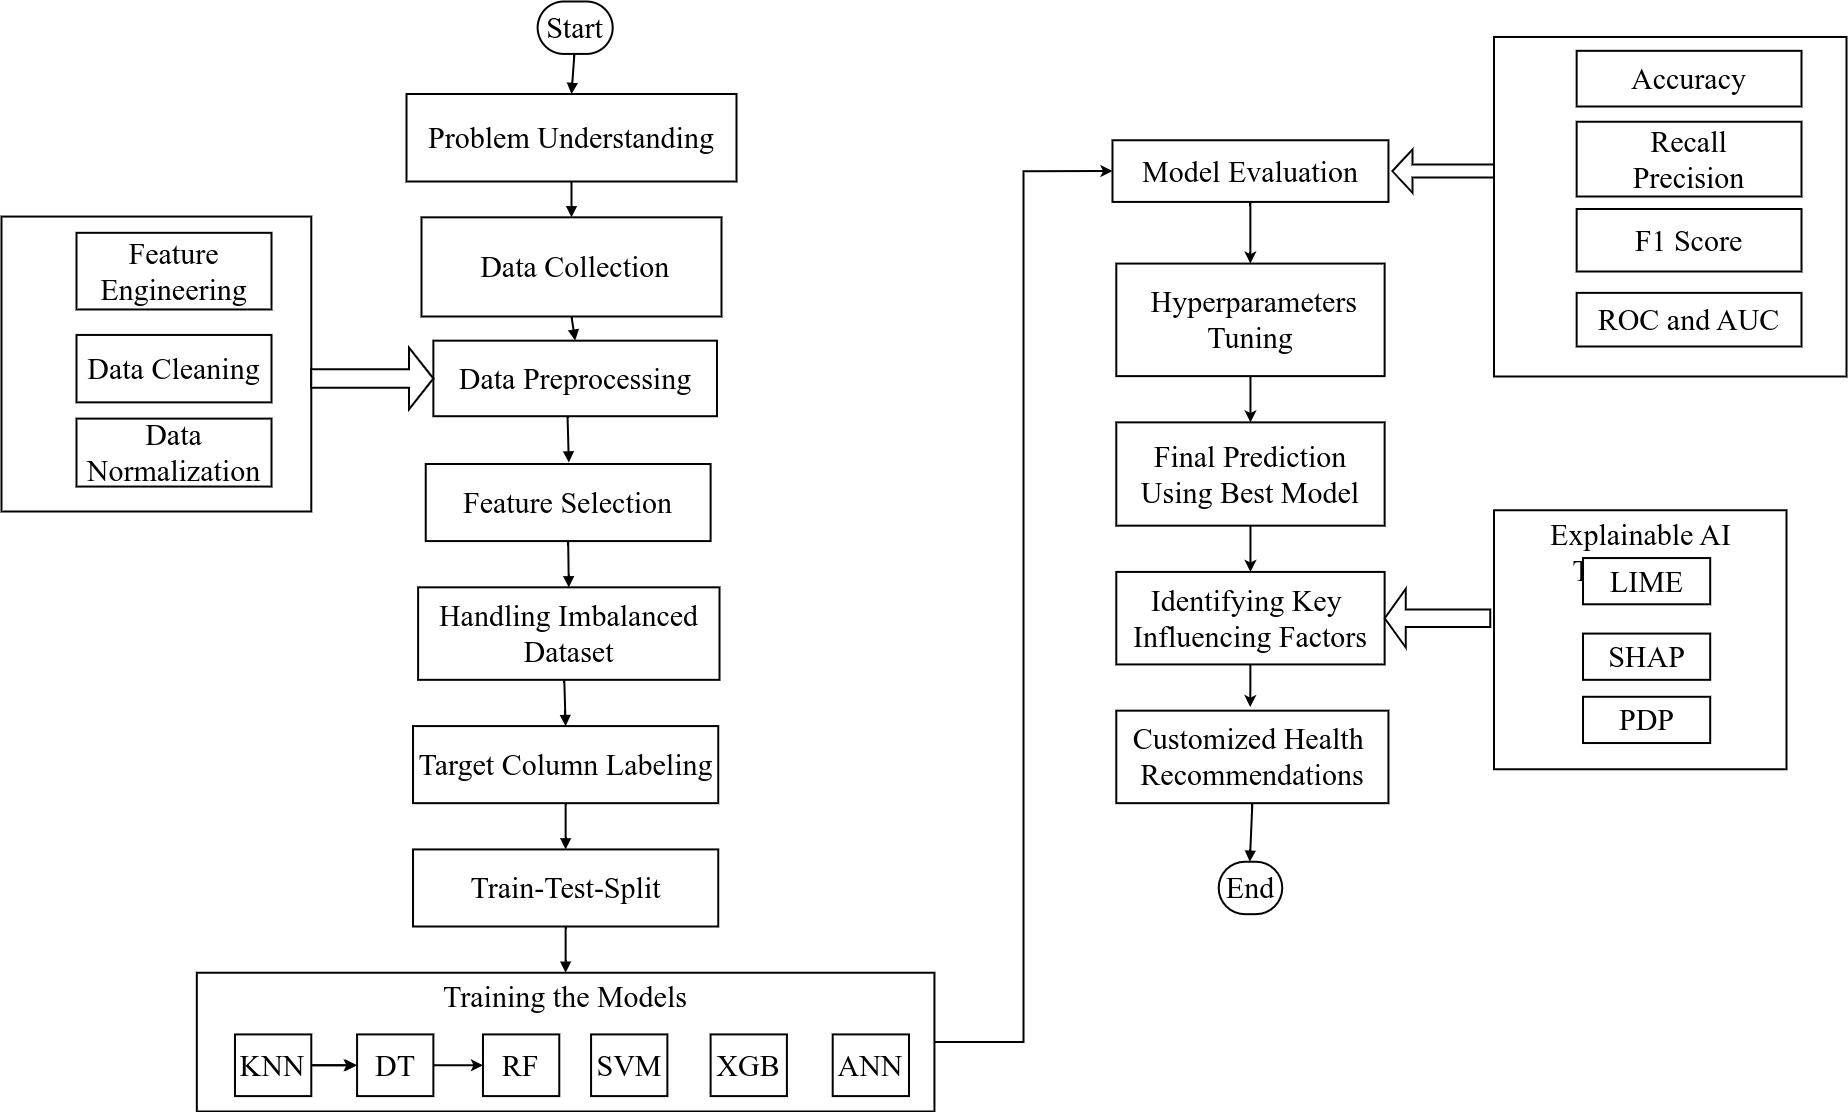 Start
Problem Understanding
Data Collection
Feature
Engineering
Data Cleaning
Data
Normalization
Data Preprocessing
Feature Selection
Handling Imbalanced
Dataset
Target Column Labeling
Train-Test-Split
Training the Models
KNN
DT
RF
SVM
XGB
ANN
Model Evaluation
Accuracy
Recall
Precision
F1 Score
ROC and AUC
Hyperparameters
Tuning
Final Prediction
Using Best Model
Identifying Key
Influencing Factors
Explainable AI
LIME
SHAP
PDP
Customized Health
Recommendations
End